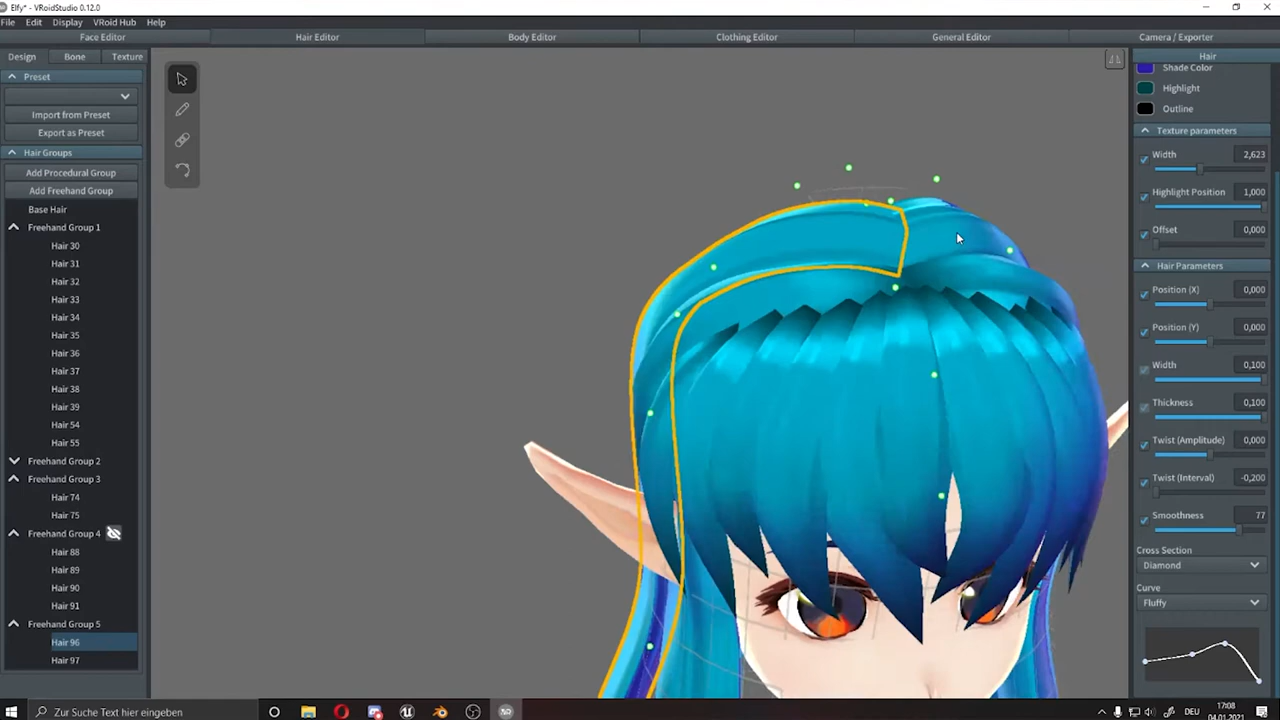 Elfy* - VRoidStudio 0.12.0
File Edit Display VRoid Hub Help
Face Editor Hair Editor Body Editor Clothing Editor General Editor Camera / Exporter
Design Bone Texture
Preset
Import from Preset
Export as Preset
Hair Groups
Add Procedural Group
Add Freehand Group
Base Hair
Freehand Group 1
Hair 30
Hair 31
Hair 32
Hair 33
Hair 34
Hair 35
Hair 36
Hair 37
Hair 38
Hair 39
Hair 54
Hair 55
Freehand Group 2
Freehand Group 3
Hair 74
Hair 75
Freehand Group 4
Hair 88
Hair 89
Hair 90
Hair 91
Freehand Group 5
Hair 96
Hair 97
Hair
Shade Color
Highlight
Outline
Texture parameters
Width 2,623
Highlight Position 1,000
Offset 0,000
Hair Parameters
Position (X) 0,000
Position (Y) 0,000
Width 0,100
Thickness 0,100
Twist (Amplitude) 0,000
Twist (Interval) -0,200
Smoothness 77
Cross Section
Diamond
Curve
Fluffy
Zur Suche Text hier eingeben
DEU
17:08
04.01.2021